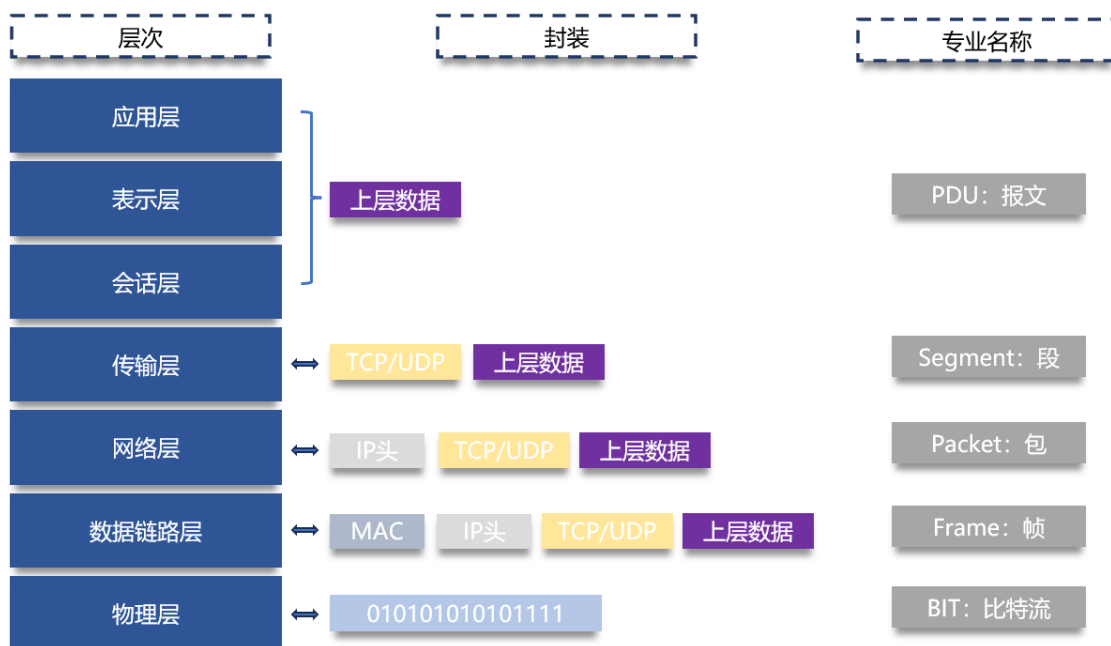 层次 封装 专业名称
应用层
表示层 上层数据 PDU：报文
会话层
传输层 TCP/UDP 上层数据 Segment：段
网络层 IP头 TCP/UDP 上层数据 Packet：包
数据链路层 MAC IP头 TCP/UDP 上层数据 Frame：帧
物理层 010101010101111 BIT：比特流